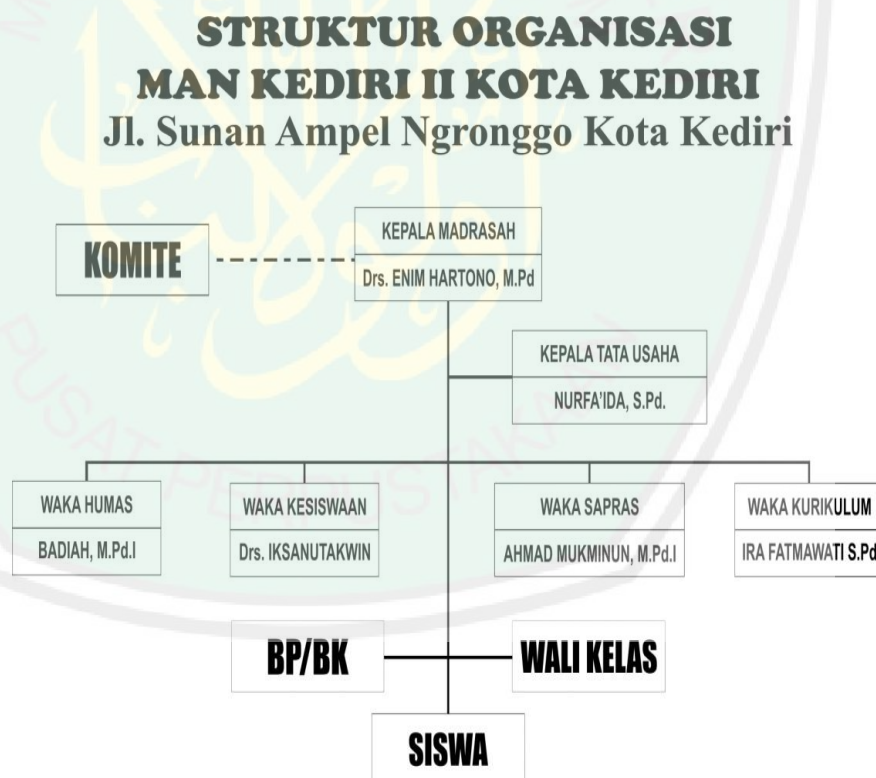 STRUKTUR ORGANISASI
MAN KEDIRI II KOTA KEDIRI
Jl. Sunan Ampel Ngronggo Kota Kediri
KOMITE
KEPALA MADRASAH
Drs. ENIM HARTONO, M.Pd
KEPALA TATA USAHA
NURFA'IDA, S.Pd.
WAKA HUMAS
BADIAH, M.Pd.I
WAKA KESISWAAN
Drs. IKSANUTAKWIN
WAKA SAPRAS
AHMAD MUKMINUN, M.Pd.I
WAKA KURIKULUM
IRA FATMAWATI S.Pd
BP/BK
WALI KELAS
SISWA
PUSAT PERPUSTAKAAN